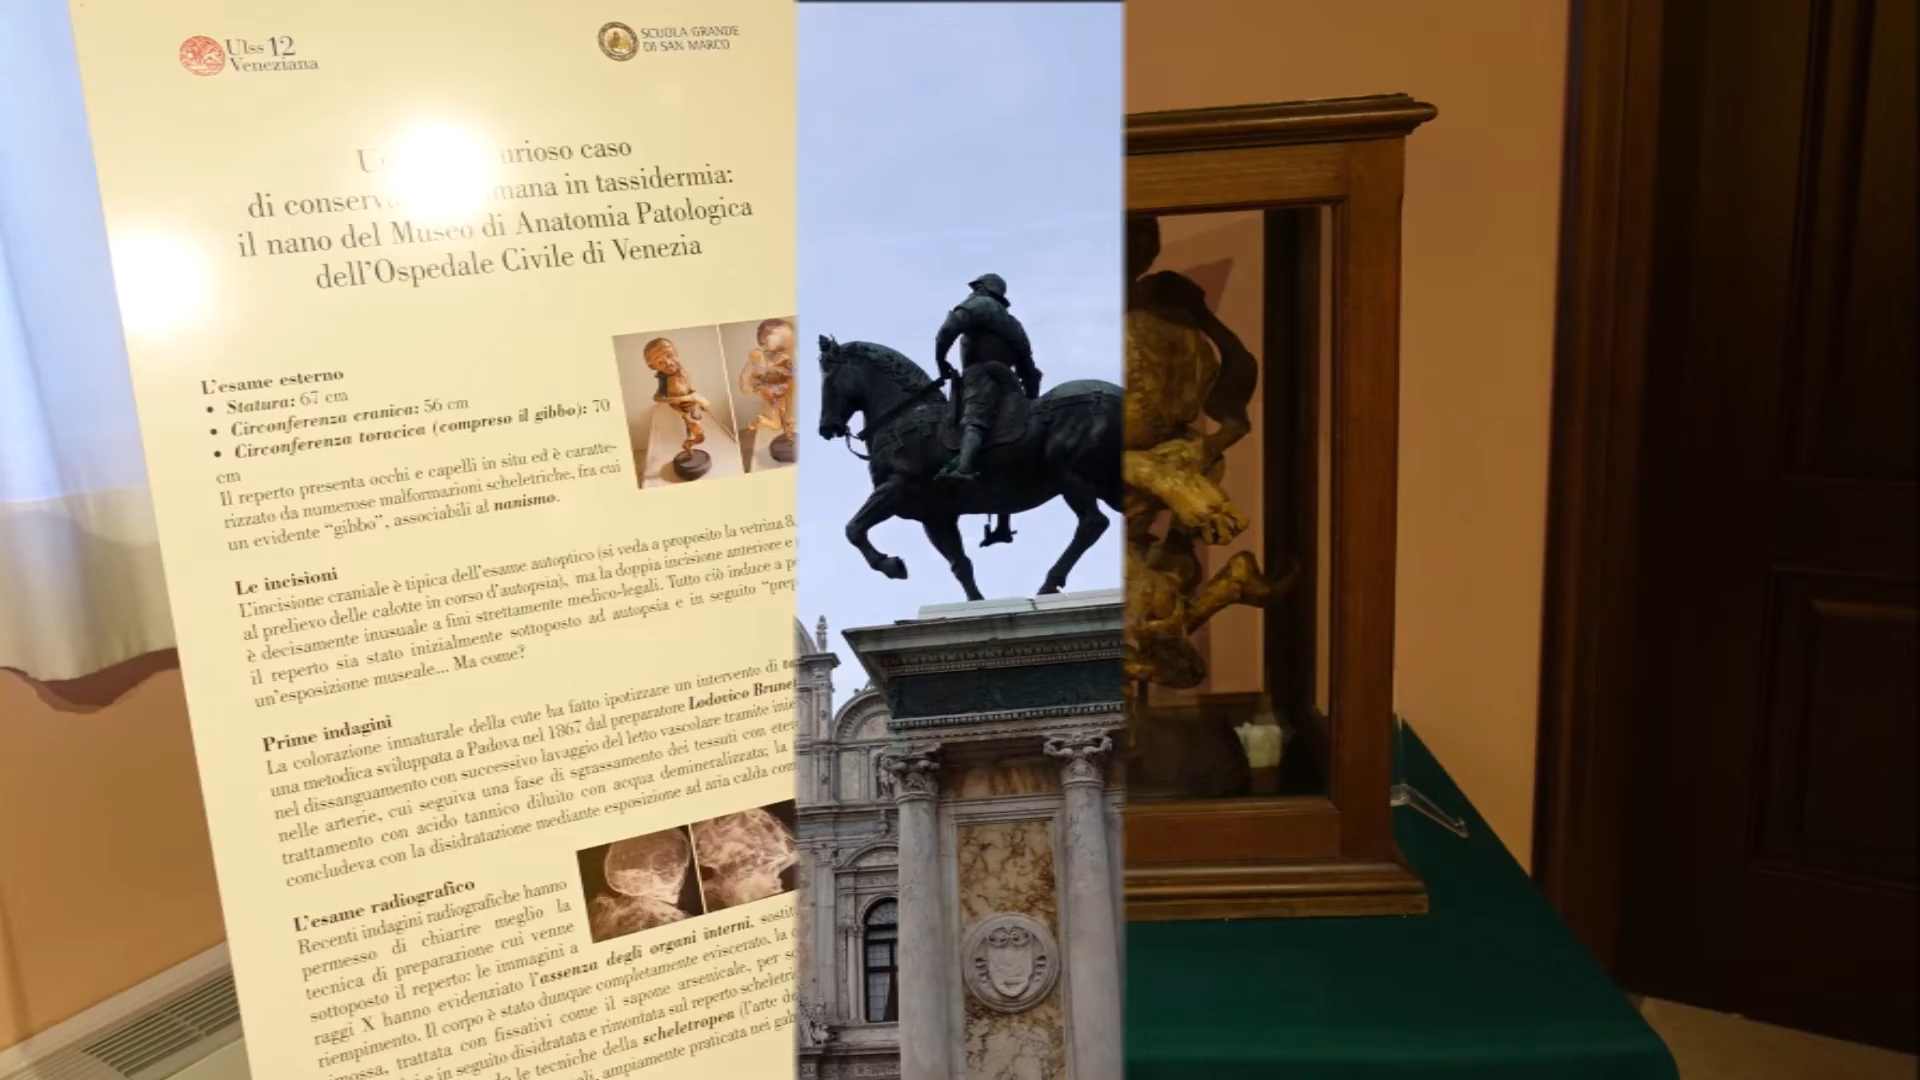 Ulss 12
Veneziana
SCUOLA GRANDE
DI SAN MARCO
caso
di tassidermia:
il nano del Museo di Anatomia Patologica
dell'Ospedale Civile di Venezia
L'esame esterno
• Statura: 67 cm
• Circonferenza cranica: 56 cm
• Circonferenza toracica (compreso il gibbo): 70
cm
Il reperto presenta occhi e capelli in situ ed è caratte-
rizzato da numerose malformazioni scheletriche, fra cui
un evidente “gibbo”, associabili al nanismo.
Le incisioni
L'incisione craniale è tipica dell'esame autoptico (si veda a proposito la vetrina 8,
al prelievo delle calotte in corso d'autopsia), ma la doppia incisione anteriore e
è decisamente inusuale a fini strettamente medico-legali. Tutto ciò induce a
il reperto sia stato inizialmente sottoposto ad autopsia e in seguito
un'esposizione museale... Ma come?
Prime indagini
La colorazione innaturale della cute ha fatto ipotizzare un intervento di
una metodica sviluppata a Padova nel 1867 dal preparatore Lodovico
nel dissanguamento con successivo lavaggio del letto vascolare tramite
nelle arterie, cui seguiva una fase di sgrassamento dei tessuti con
trattamento con acido tannico diluito con acqua demineralizzata; la
concludeva con la disidratazione mediante esposizione ad aria calda
L'esame radiografico
Recenti indagini radiografiche hanno
permesso di chiarire meglio la
tecnica di preparazione cui venne
sottoposto il reperto: le immagini a
raggi X hanno evidenziato l'assenza degli organi interni,
riempimento. Il corpo è stato dunque completamente eviscerato, la
trattata con fissativi come il sapone arsenicale, per
in seguito disidratata e rimontata sul reperto
le tecniche della scheletropea (l'arte
ampiamente praticata nei